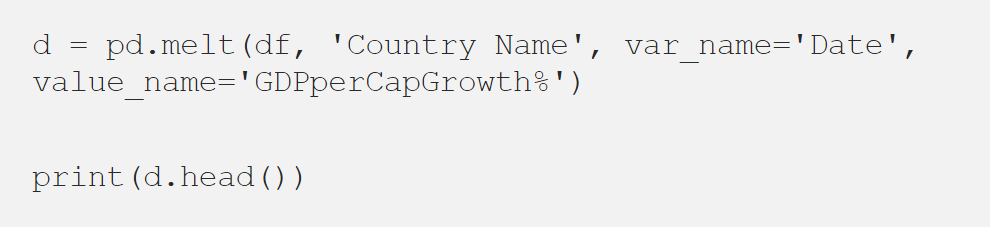 d = pd.melt(df, 'Country Name', var_name='Date',
value_name='GDPperCapGrowth%')
print(d.head())